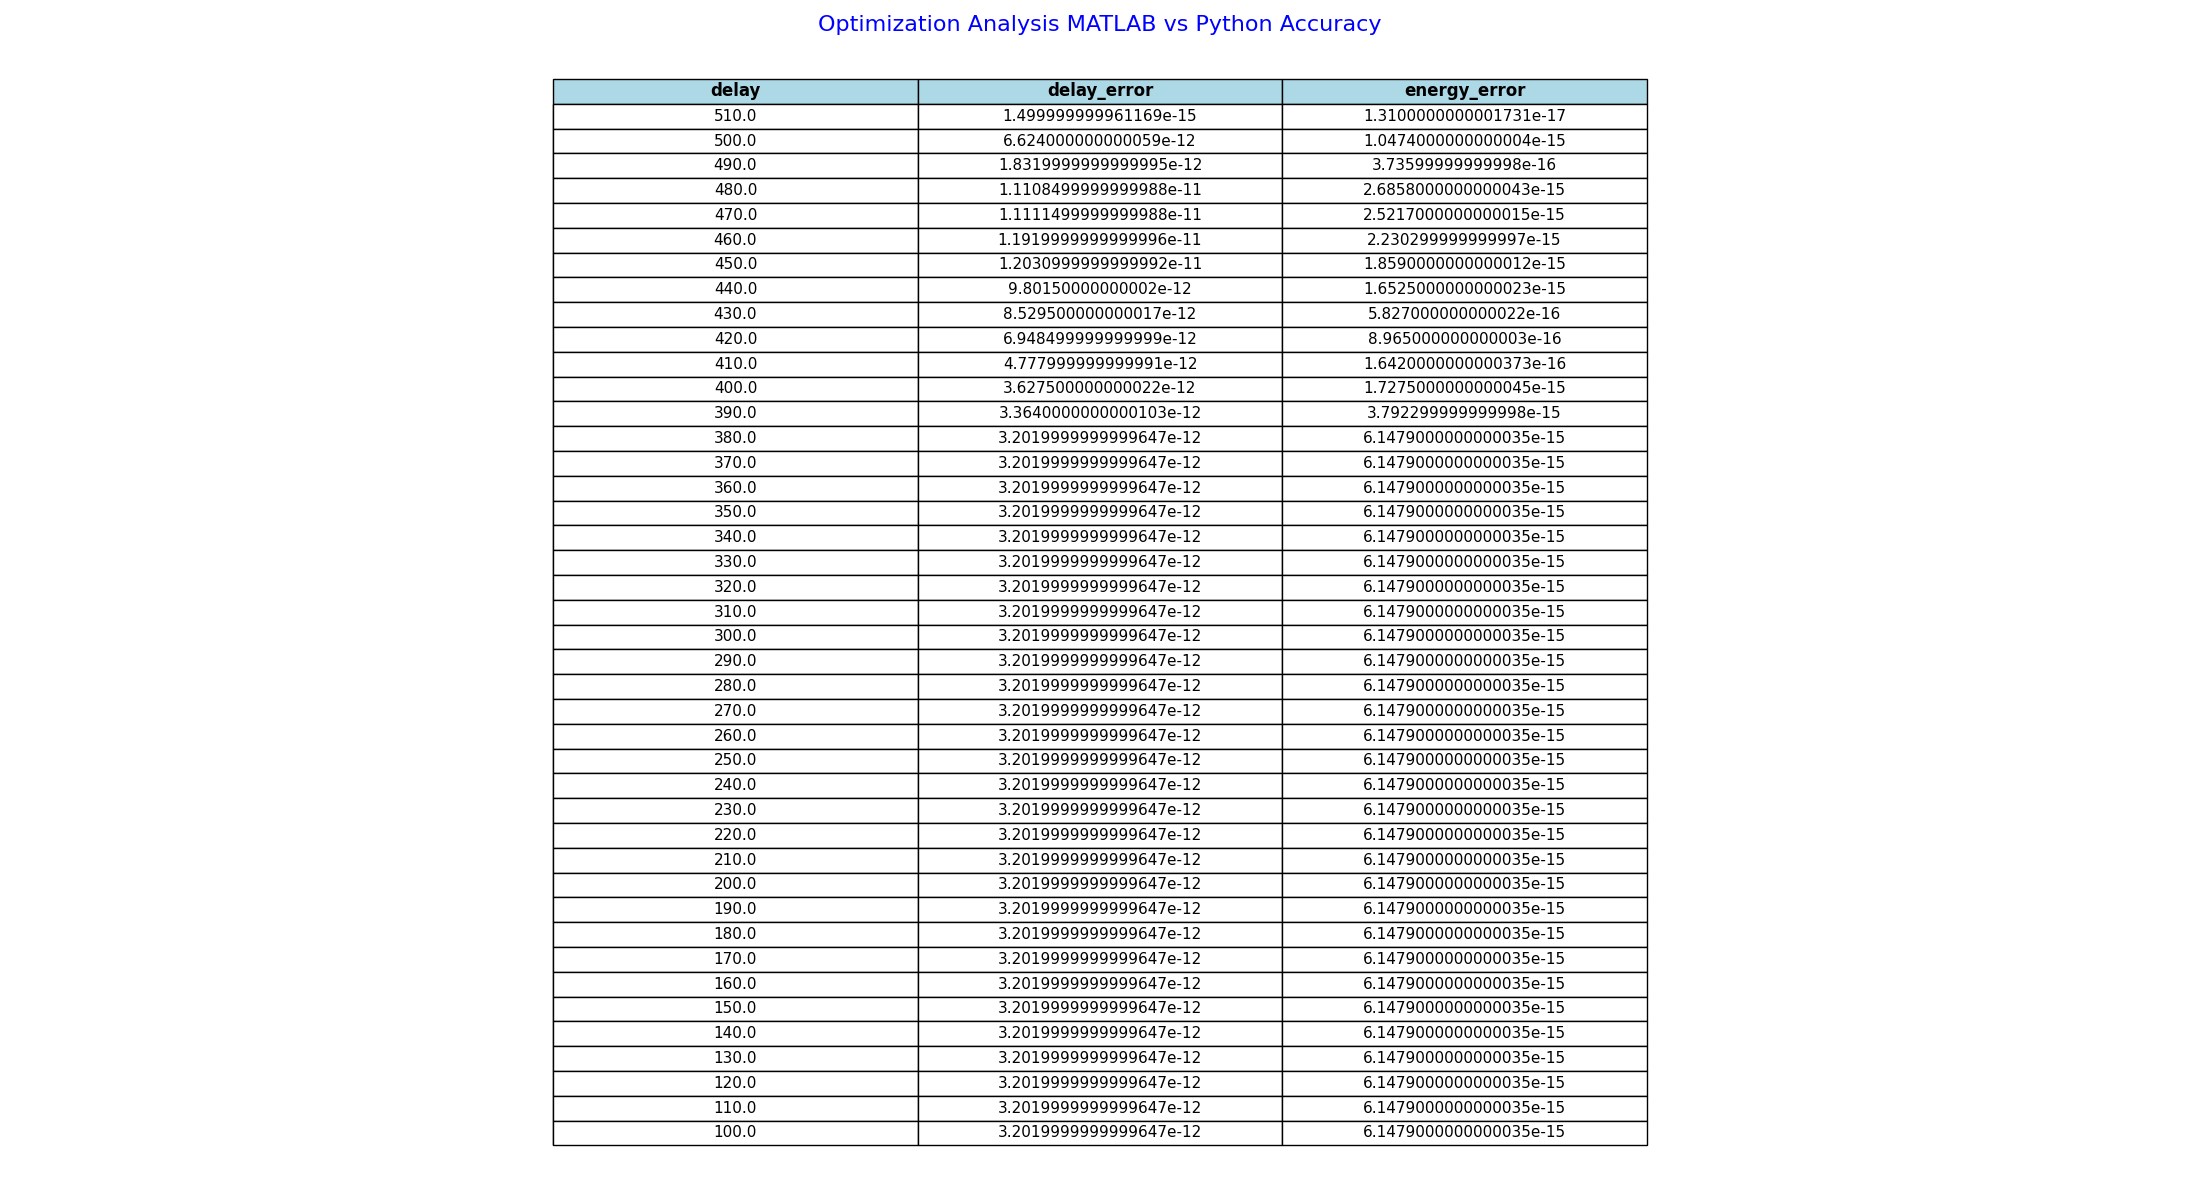 Optimization Analysis MATLAB vs Python Accuracy
delay delay_error energy_error
510.0 1.499999999961169e-15 1.3100000000001731e-17
500.0 6.624000000000059e-12 1.0474000000000004e-15
490.0 1.8319999999999995e-12 3.73599999999998e-16
480.0 1.1108499999999988e-11 2.6858000000000043e-15
470.0 1.1111499999999988e-11 2.5217000000000015e-15
460.0 1.1919999999999996e-11 2.230299999999997e-15
450.0 1.2030999999999992e-11 1.8590000000000012e-15
440.0 9.80150000000002e-12 1.6525000000000023e-15
430.0 8.529500000000017e-12 5.827000000000022e-16
420.0 6.948499999999999e-12 8.965000000000003e-16
410.0 4.777999999999991e-12 1.6420000000000373e-16
400.0 3.627500000000022e-12 1.7275000000000045e-15
390.0 3.3640000000000103e-12 3.792299999999998e-15
380.0 3.2019999999999647e-12 6.1479000000000035e-15
370.0 3.2019999999999647e-12 6.1479000000000035e-15
360.0 3.2019999999999647e-12 6.1479000000000035e-15
350.0 3.2019999999999647e-12 6.1479000000000035e-15
340.0 3.2019999999999647e-12 6.1479000000000035e-15
330.0 3.2019999999999647e-12 6.1479000000000035e-15
320.0 3.2019999999999647e-12 6.1479000000000035e-15
310.0 3.2019999999999647e-12 6.1479000000000035e-15
300.0 3.2019999999999647e-12 6.1479000000000035e-15
290.0 3.2019999999999647e-12 6.1479000000000035e-15
280.0 3.2019999999999647e-12 6.1479000000000035e-15
270.0 3.2019999999999647e-12 6.1479000000000035e-15
260.0 3.2019999999999647e-12 6.1479000000000035e-15
250.0 3.2019999999999647e-12 6.1479000000000035e-15
240.0 3.2019999999999647e-12 6.1479000000000035e-15
230.0 3.2019999999999647e-12 6.1479000000000035e-15
220.0 3.2019999999999647e-12 6.1479000000000035e-15
210.0 3.2019999999999647e-12 6.1479000000000035e-15
200.0 3.2019999999999647e-12 6.1479000000000035e-15
190.0 3.2019999999999647e-12 6.1479000000000035e-15
180.0 3.2019999999999647e-12 6.1479000000000035e-15
170.0 3.2019999999999647e-12 6.1479000000000035e-15
160.0 3.2019999999999647e-12 6.1479000000000035e-15
150.0 3.2019999999999647e-12 6.1479000000000035e-15
140.0 3.2019999999999647e-12 6.1479000000000035e-15
130.0 3.2019999999999647e-12 6.1479000000000035e-15
120.0 3.2019999999999647e-12 6.1479000000000035e-15
110.0 3.2019999999999647e-12 6.1479000000000035e-15
100.0 3.2019999999999647e-12 6.1479000000000035e-15